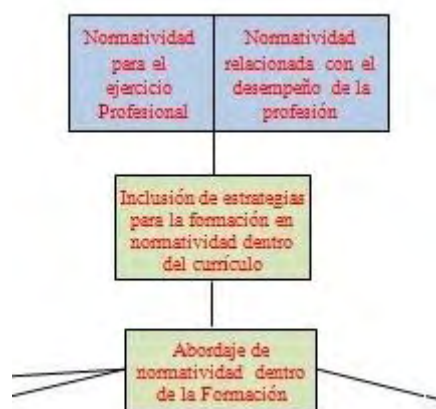 Normatividad
para el
ejercicio
Profesional
Normatividad
relacionada con el
desempeño de la
profesión
Inclusión de estrategias
para la formación en
normatividad dentro
del currículo
Abordaje de
normatividad dentro
de la Formación